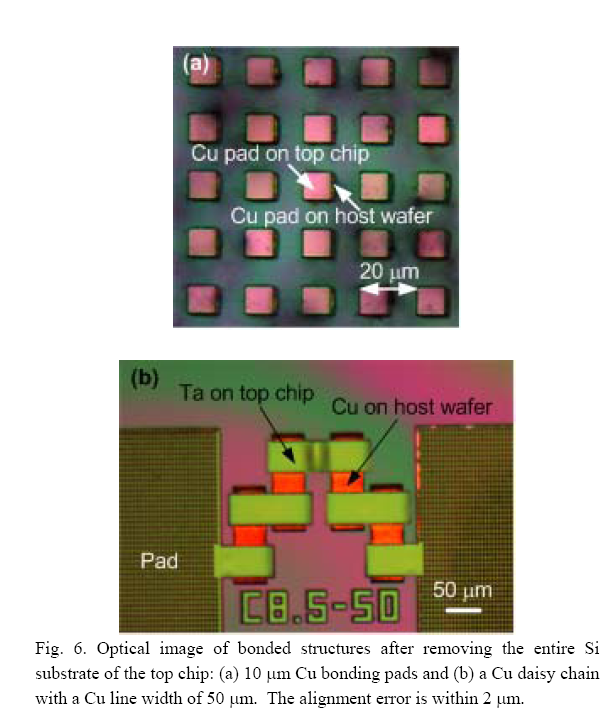 (a)
Cu pad on top chip
Cu pad on host wafer
20 μm
(b)
Ta on top chip
Cu on host wafer
Pad
50 μm
C8.5-50
Fig. 6. Optical image of bonded structures after removing the entire Si
substrate of the top chip: (a) 10 μm Cu bonding pads and (b) a Cu daisy chain
with a Cu line width of 50 μm. The alignment error is within 2 μm.